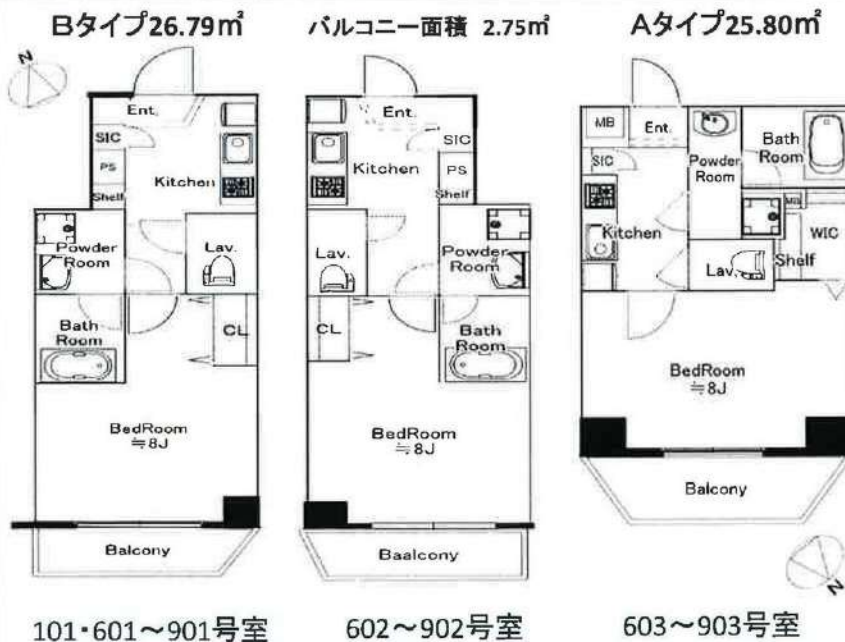 Bタイプ26.79㎡
バルコニー面積 2.75㎡
Aタイプ25.80㎡
N
Ent.
SIC
PS
Shelf
Kitchen
Powder
Room
Lav.
Bath
Room
CL
BedRoom
≒8J
Balcony
101・601～901号室
Ent.
SIC
PS
Shelf
Kitchen
Lav.
Powder
Room
CL
Bath
Room
BedRoom
≒8J
Baalcony
602～902号室
MB
Ent.
SIC
Powder
Room
Bath
Room
Kitchen
MB
WIC
Shelf
Lav.
BedRoom
≒8J
Balcony
N
603～903号室